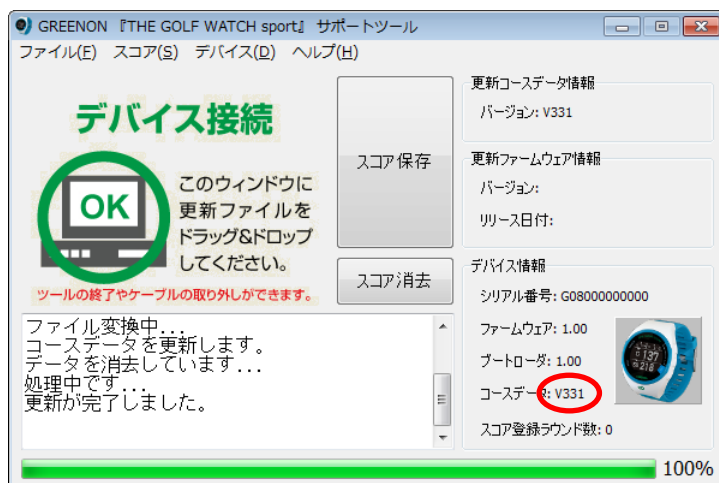 GREENON 『THE GOLF WATCH sport』 サポートツール
ファイル(F) スコア(S) デバイス(D) ヘルプ(H)
デバイス接続
OK
このウィンドウに
更新ファイルを
ドラッグ&ドロップ
してください。
ツールの終了やケーブルの取り外しができます。
スコア保存
スコア消去
更新コースデータ情報
バージョン: V331
更新ファームウェア情報
バージョン:
リリース日付:
デバイス情報
シリアル番号: G08000000000
ファームウェア: 1.00
ブートローダ: 1.00
コースデータ: V331
スコア登録ラウンド数: 0
137
218
ファイル変換中...
コースデータを更新します。
データを消去しています...
処理中です...
更新が完了しました。
100%